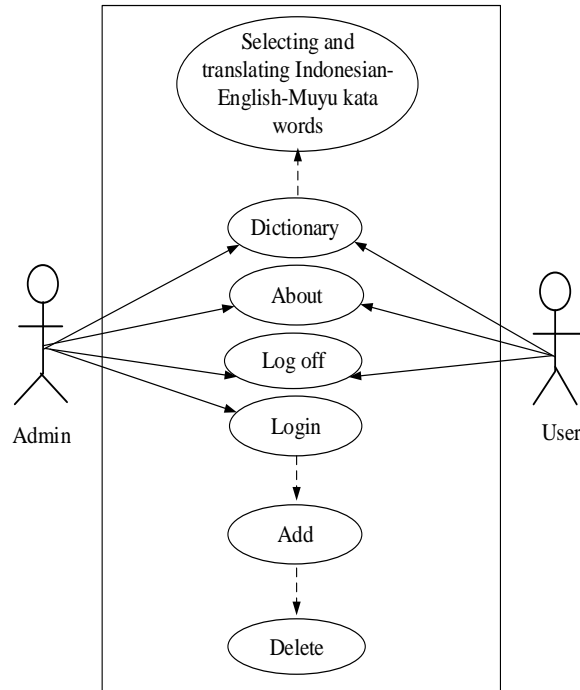 Selecting and
translating Indonesian-
English-Muyu kata
words
Dictionary
About
Log off
Login
Admin
User
Add
Delete